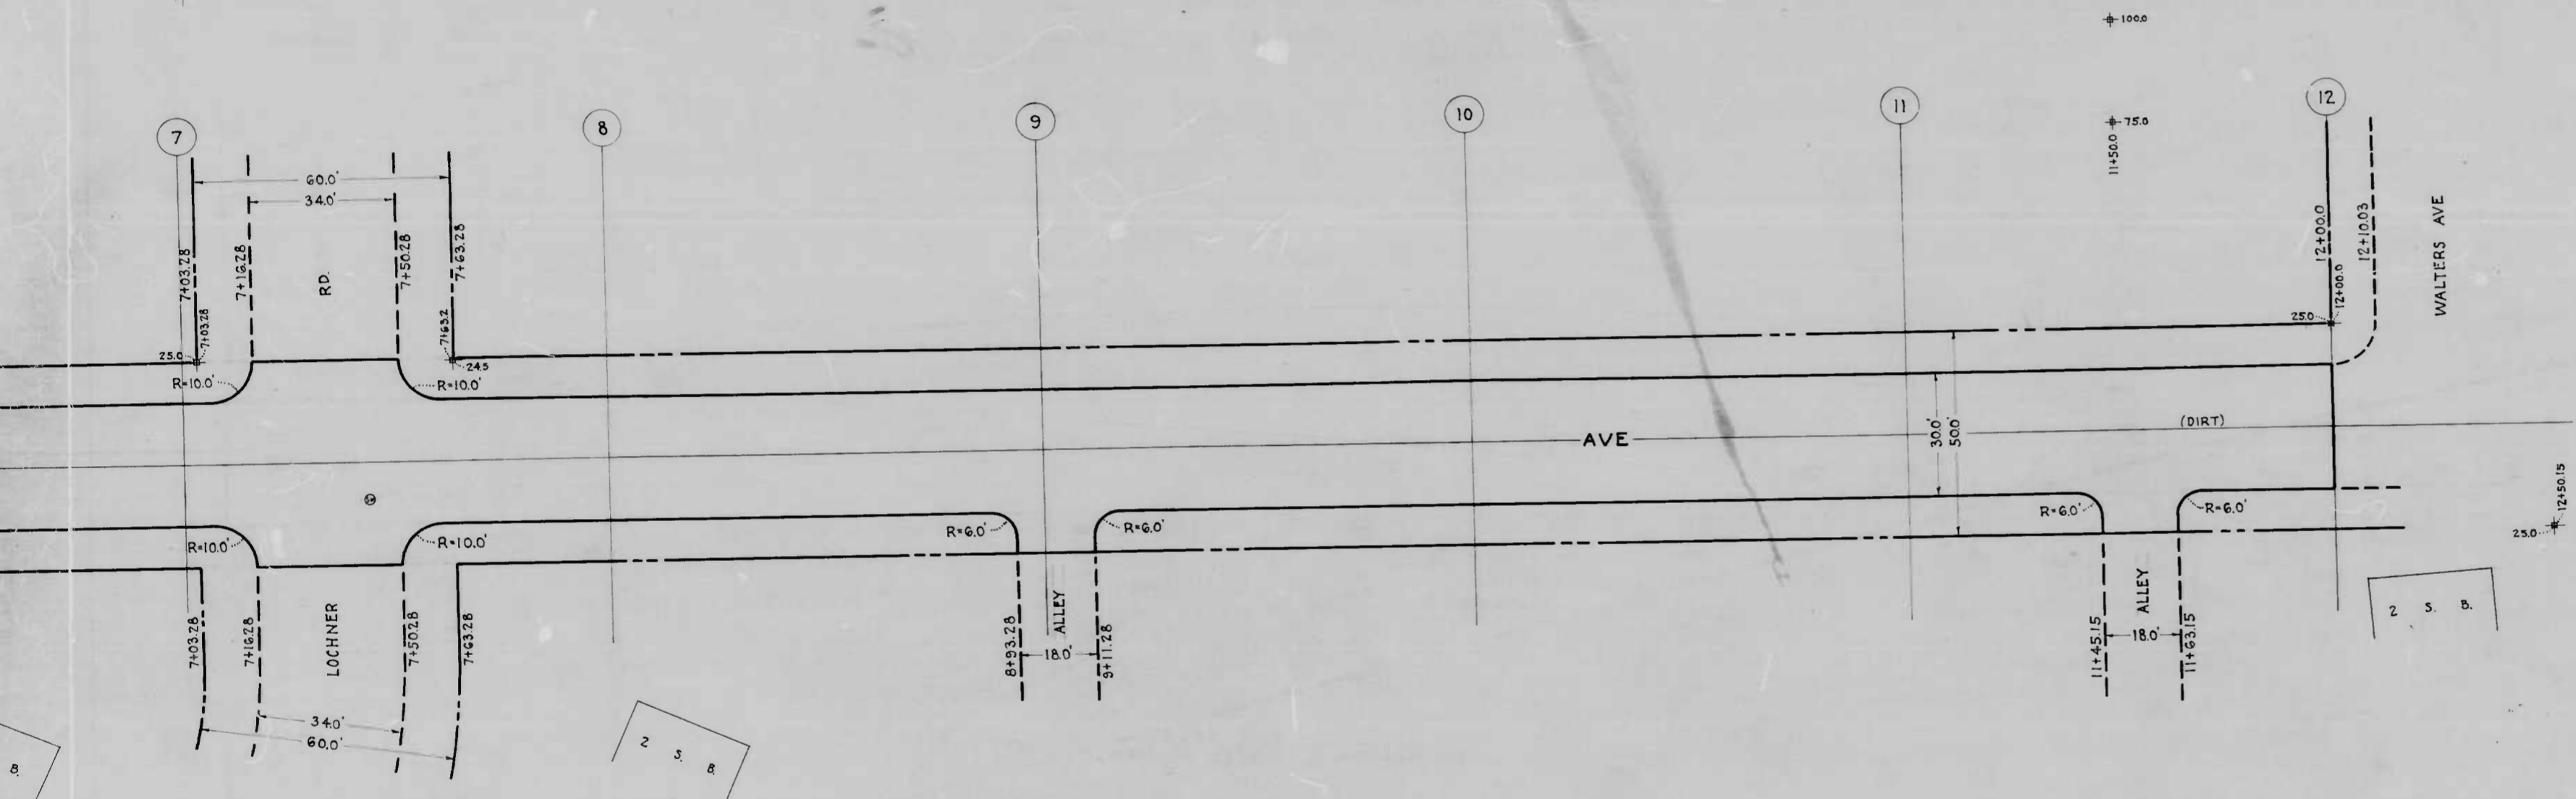 100.0
75.0
11+50.0
7
8
9
10
11
12
60.0'
34.0'
7+03.28
7+16.28
RD.
7+50.28
7+63.28
7+03.28
25.0
7+63.2
24.5
R=10.0'
R=10.0'
12+00.0
12+10.03
12+00.0
25.0
WALTERS AVE
AVE
30.0'
50.0'
(DIRT)
R=10.0'
R=10.0'
R=6.0'
R=6.0'
R=6.0'
R=6.0'
12+50.15
25.0
7+03.28
7+16.28
LOCHNER
7+50.28
7+63.28
34.0'
60.0'
8+93.28
ALLEY
9+11.28
18.0'
11+45.15
ALLEY
11+63.15
18.0'
2 S. B.
2 S. B.
B.